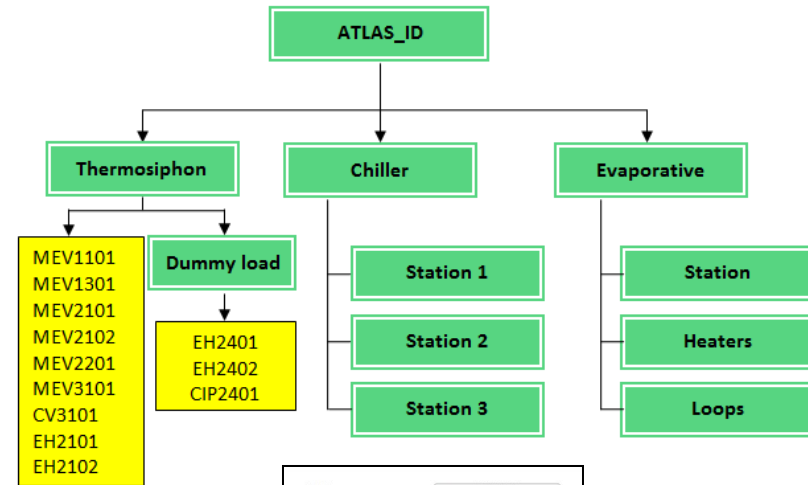 ATLAS_ID
Thermosiphon
Chiller
Evaporative
MEV1101
MEV1301
MEV2101
MEV2102
MEV2201
MEV3101
CV3101
EH2101
EH2102
Dummy load
EH2401
EH2402
CIP2401
Station 1
Station 2
Station 3
Station
Heaters
Loops